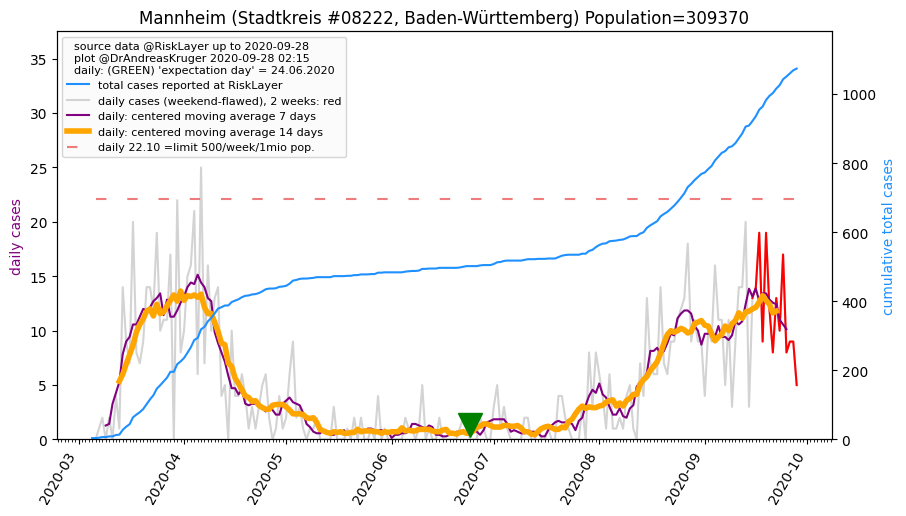 Mannheim (Stadtkreis #08222, Baden-Württemberg) Population=309370
source data @RiskLayer up to 2020-09-28
plot @DrAndreasKruger 2020-09-28 02:15
daily: (GREEN) 'expectation day' = 24.06.2020
total cases reported at RiskLayer
daily cases (weekend-flawed), 2 weeks: red
daily: centered moving average 7 days
daily: centered moving average 14 days
daily 22.10 =limit 500/week/1mio pop.
daily cases
35
30
25
20
15
10
5
0
cumulative total cases
1000
800
600
400
200
0
2020-03
2020-04
2020-05
2020-06
2020-07
2020-08
2020-09
2020-10